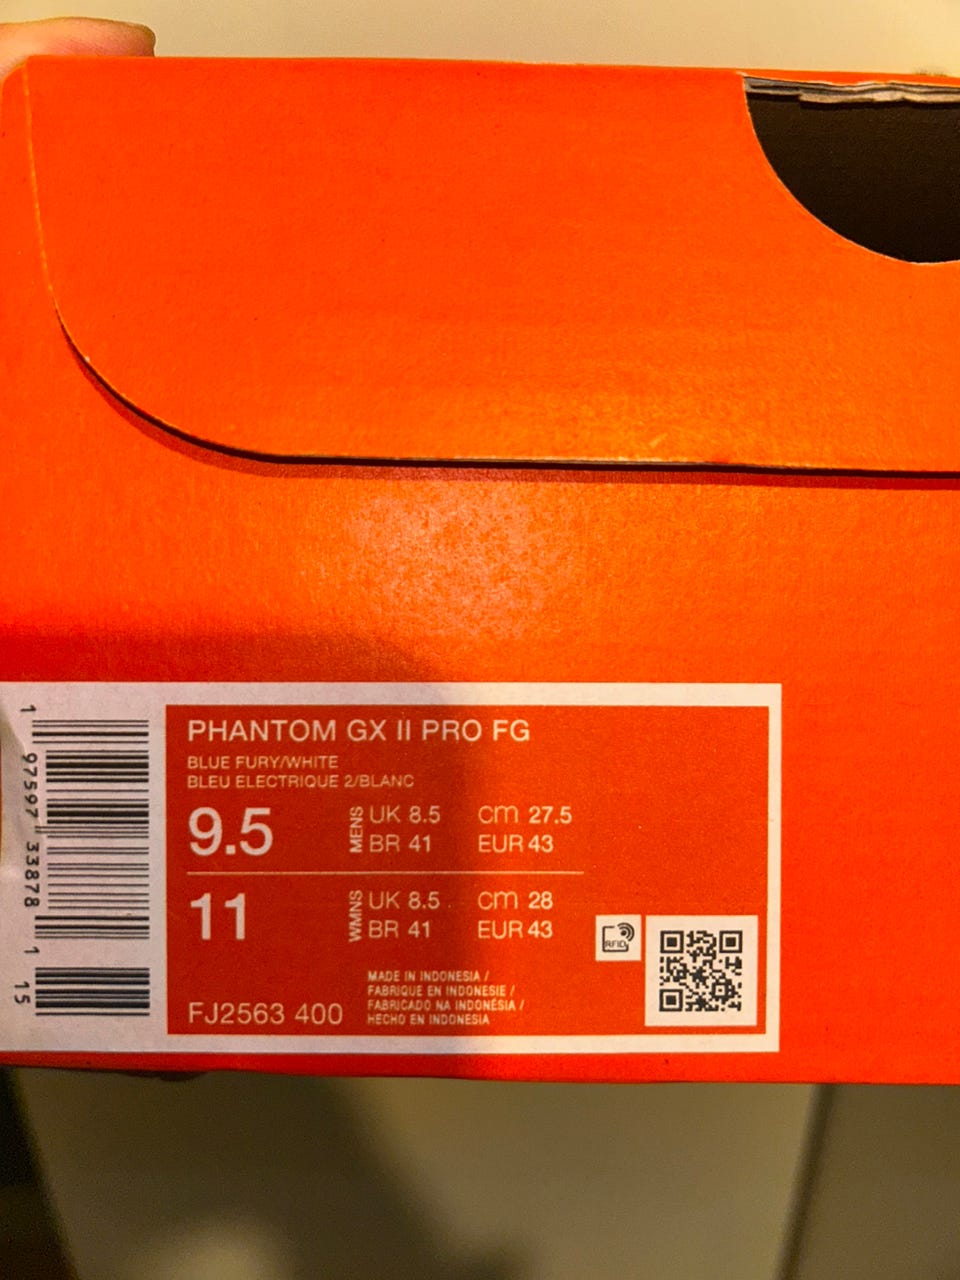 PHANTOM GX II PRO FG
BLUE FURY/WHITE
BLEU ELECTRIQUE 2/BLANC
9.5 MENS UK 8.5 cm 27.5
BR 41 EUR 43
11 WMNS UK 8.5 cm 28
BR 41 EUR 43
FJ2563 400
MADE IN INDONESIA /
FABRIQUE EN INDONESIE /
FABRICADO NA INDONÉSIA /
HECHO EN INDONESIA
RFID
1 97597 33878 1 15